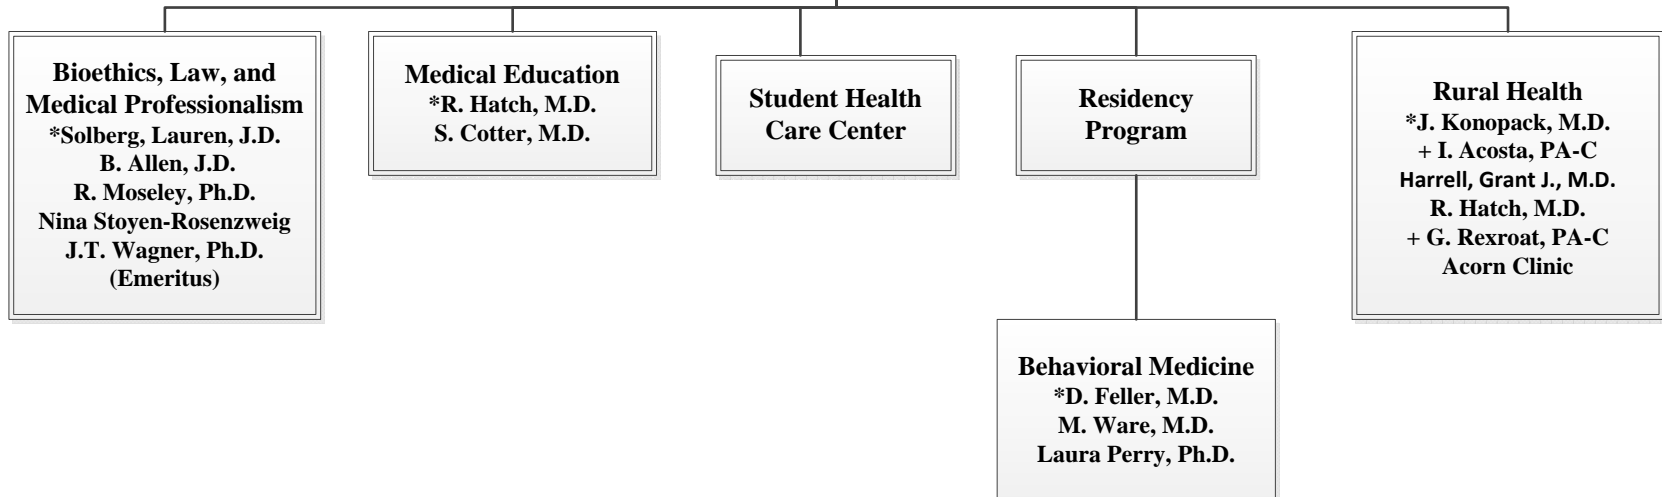 Bioethics, Law, and
Medical Professionalism
*Solberg, Lauren, J.D.
B. Allen, J.D.
R. Moseley, Ph.D.
Nina Stoyen-Rosenzweig
J.T. Wagner, Ph.D.
(Emeritus)
Medical Education
*R. Hatch, M.D.
S. Cotter, M.D.
Student Health
Care Center
Residency
Program
Rural Health
*J. Konopack, M.D.
+ I. Acosta, PA-C
Harrell, Grant J., M.D.
R. Hatch, M.D.
+ G. Rexroat, PA-C
Acorn Clinic
Behavioral Medicine
*D. Feller, M.D.
M. Ware, M.D.
Laura Perry, Ph.D.